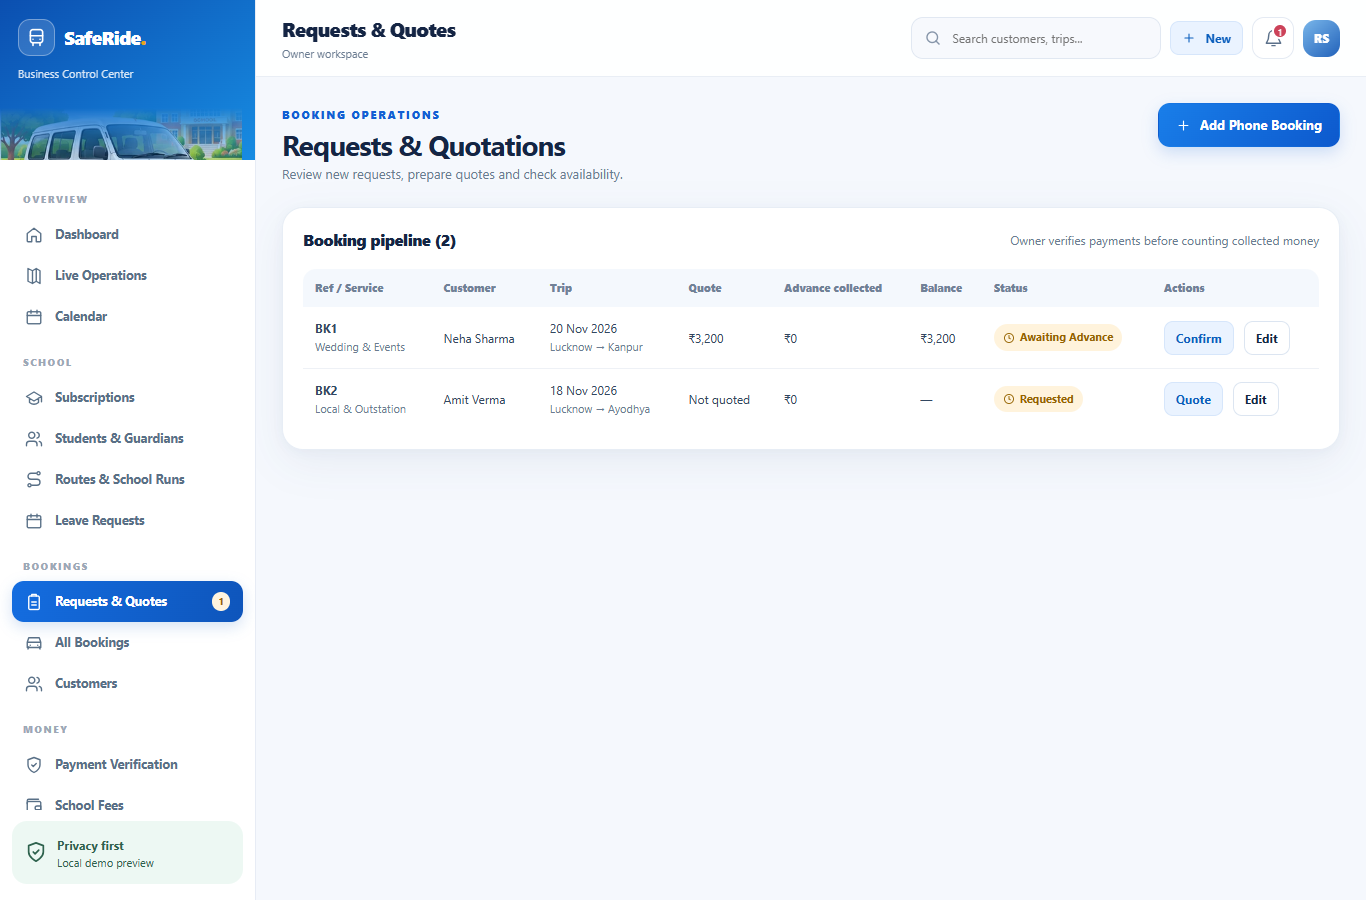 SafeRide.
Business Control Center
OVERVIEW
Dashboard
Live Operations
Calendar
SCHOOL
Subscriptions
Students & Guardians
Routes & School Runs
Leave Requests
BOOKINGS
Requests & Quotes 1
All Bookings
Customers
MONEY
Payment Verification
School Fees
Privacy first
Local demo preview
Requests & Quotes
Owner workspace
Search customers, trips...
New
1
RS
BOOKING OPERATIONS
Requests & Quotations
Review new requests, prepare quotes and check availability.
Add Phone Booking
Booking pipeline (2)
Owner verifies payments before counting collected money
Ref / Service Customer Trip Quote Advance collected Balance Status Actions
BK1
Wedding & Events
Neha Sharma
20 Nov 2026
Lucknow → Kanpur
₹3,200
₹0
₹3,200
Awaiting Advance
Confirm
Edit
BK2
Local & Outstation
Amit Verma
18 Nov 2026
Lucknow → Ayodhya
Not quoted
₹0
—
Requested
Quote
Edit